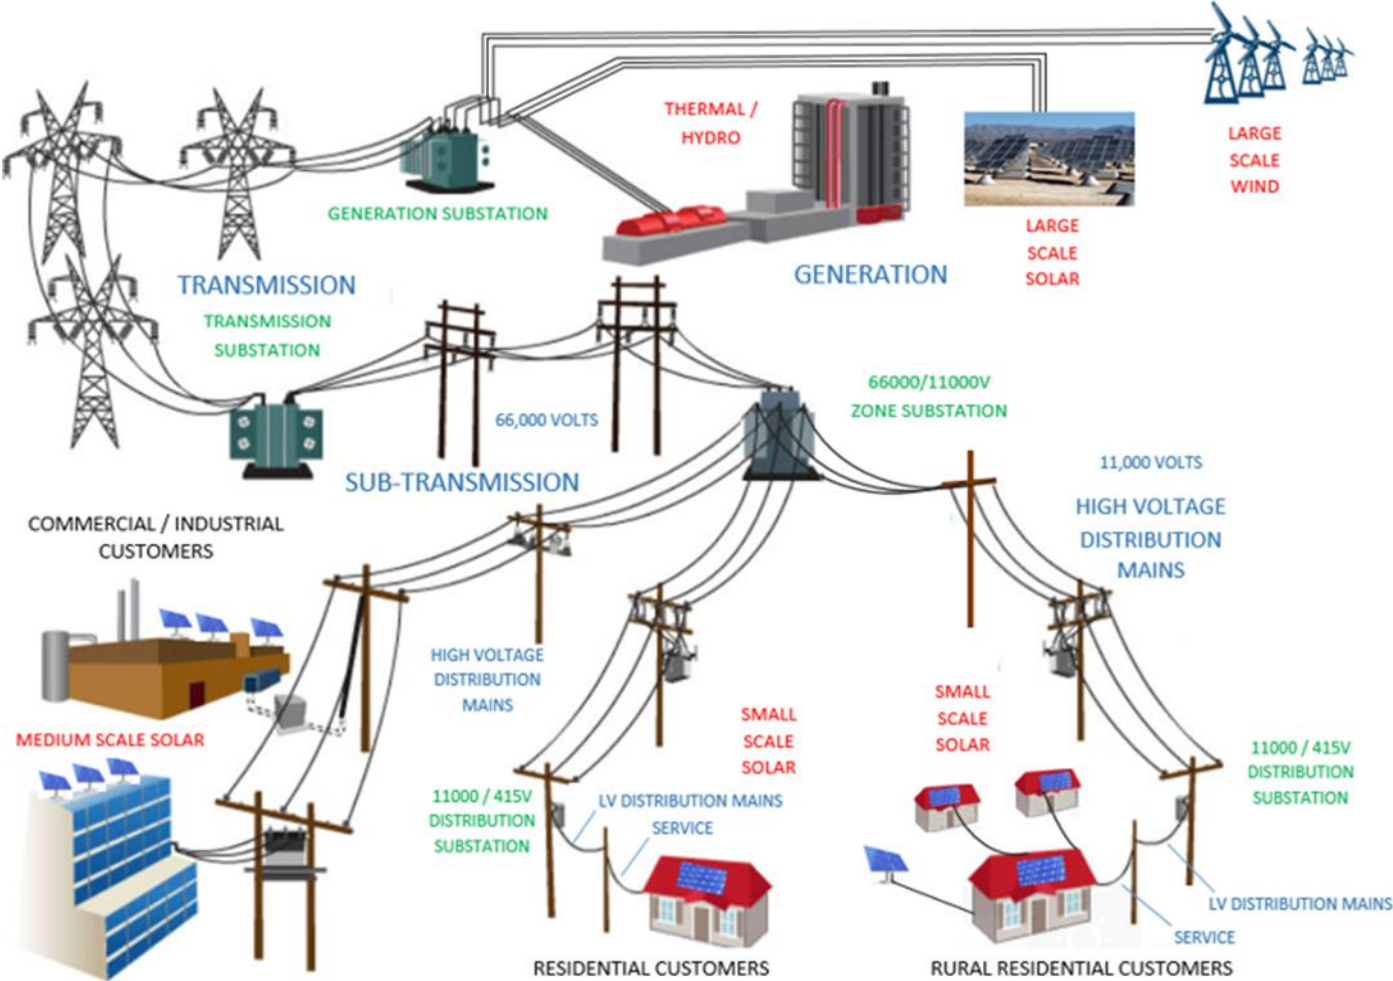 THERMAL /
HYDRO
LARGE
SCALE
WIND
GENERATION SUBSTATION
LARGE
SCALE
SOLAR
TRANSMISSION
GENERATION
TRANSMISSION
SUBSTATION
66000/11000V
ZONE SUBSTATION
66,000 VOLTS
SUB-TRANSMISSION
11,000 VOLTS
HIGH VOLTAGE
DISTRIBUTION
MAINS
COMMERCIAL / INDUSTRIAL
CUSTOMERS
HIGH VOLTAGE
DISTRIBUTION
MAINS
MEDIUM SCALE SOLAR
SMALL
SCALE
SOLAR
SMALL
SCALE
SOLAR
11000 / 415V
DISTRIBUTION
SUBSTATION
11000 / 415V
DISTRIBUTION
SUBSTATION
LV DISTRIBUTION MAINS
SERVICE
LV DISTRIBUTION MAINS
SERVICE
RESIDENTIAL CUSTOMERS
RURAL RESIDENTIAL CUSTOMERS